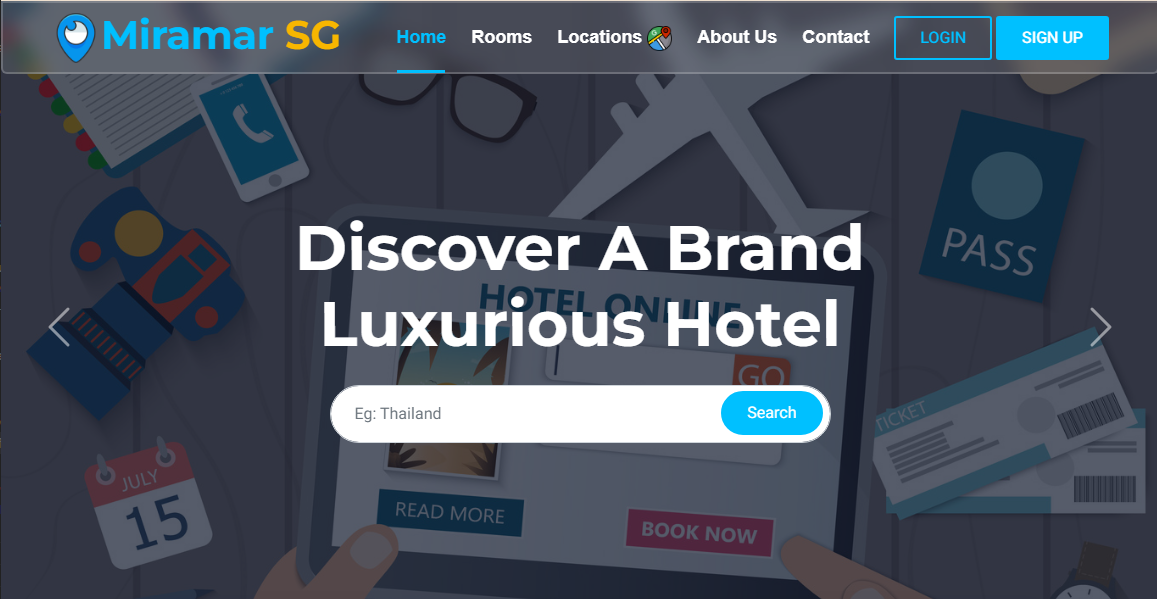 Miramar SG
Home
Rooms
Locations
About Us
Contact
LOGIN
SIGN UP
PASS
Discover A Brand
HOTEL ONLINE
Luxurious Hotel
GO
Eg: Thailand
Search
TICKET
JULY
15
READ MORE
BOOK NOW